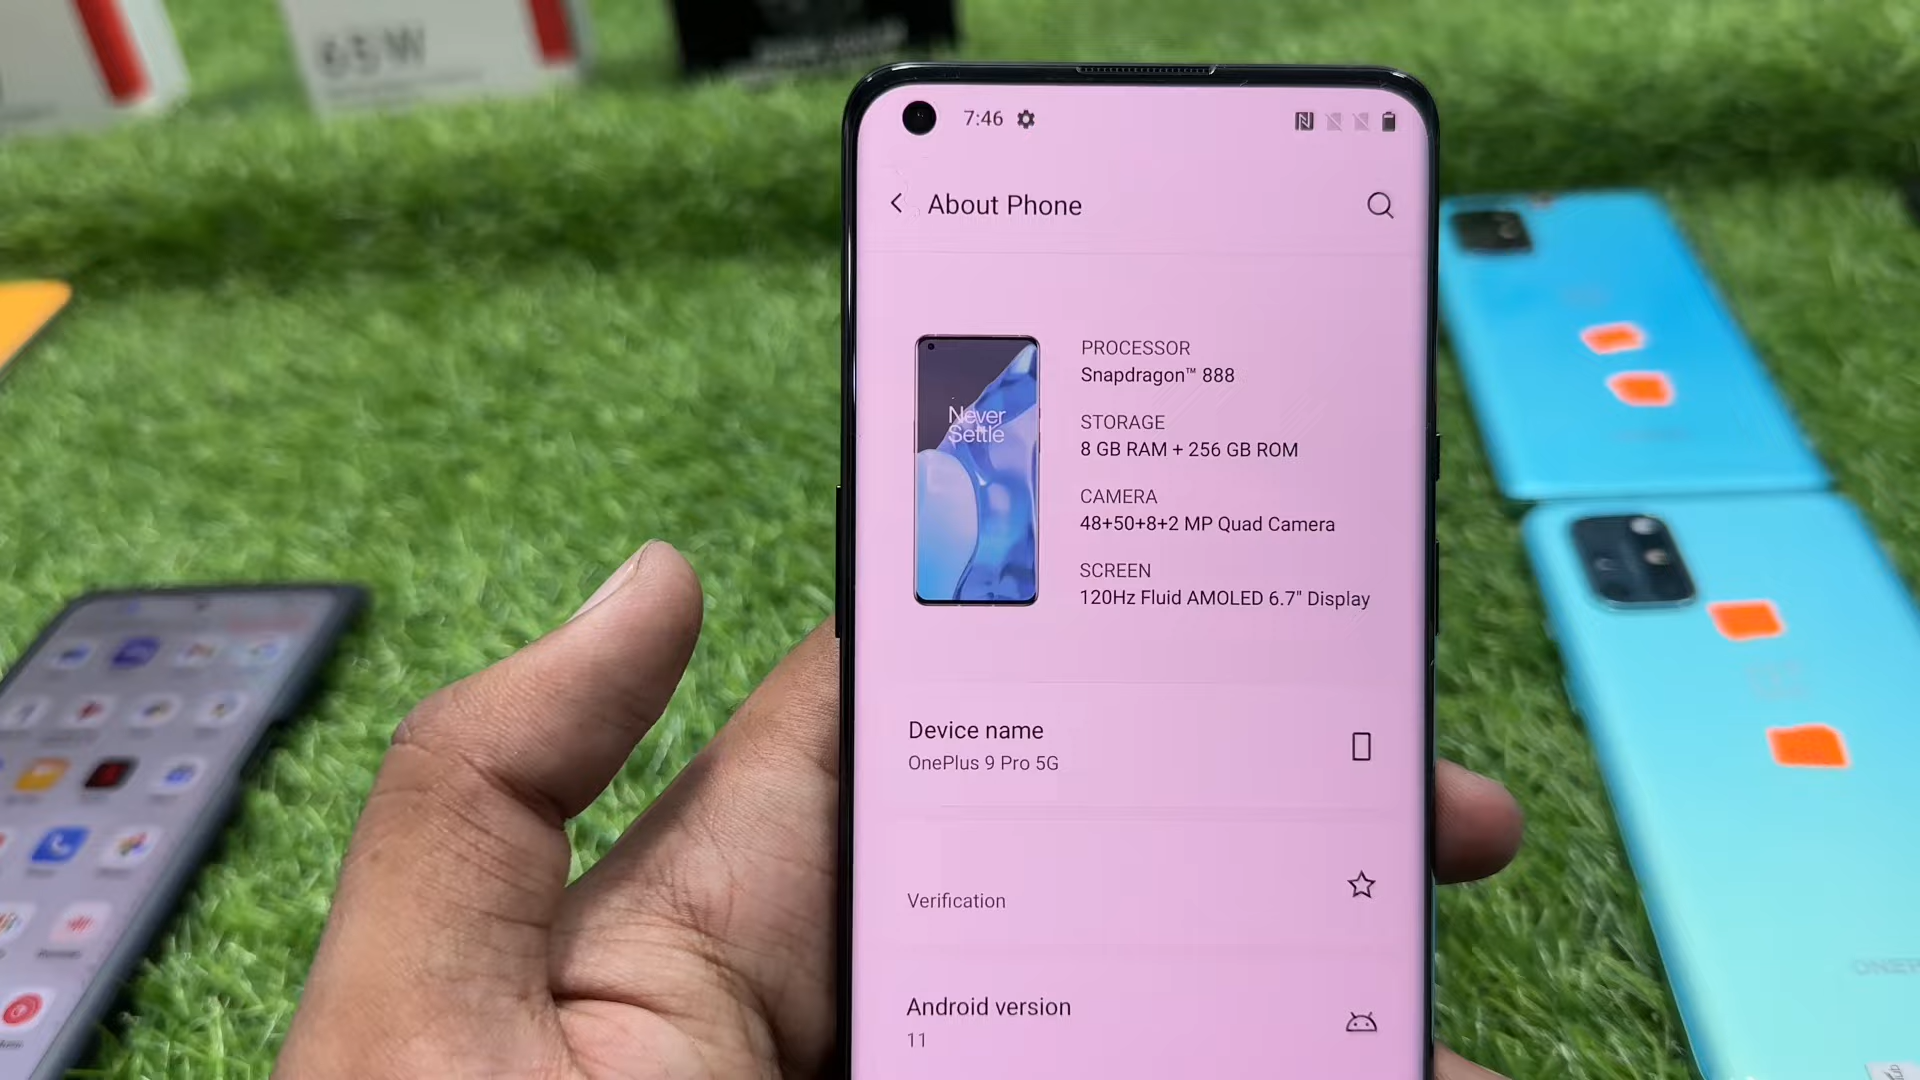 65W
7:46
About Phone
Never
Settle
PROCESSOR
Snapdragon™ 888
STORAGE
8 GB RAM + 256 GB ROM
CAMERA
48+50+8+2 MP Quad Camera
SCREEN
120Hz Fluid AMOLED 6.7" Display
Device name
OnePlus 9 Pro 5G
Verification
Android version
11